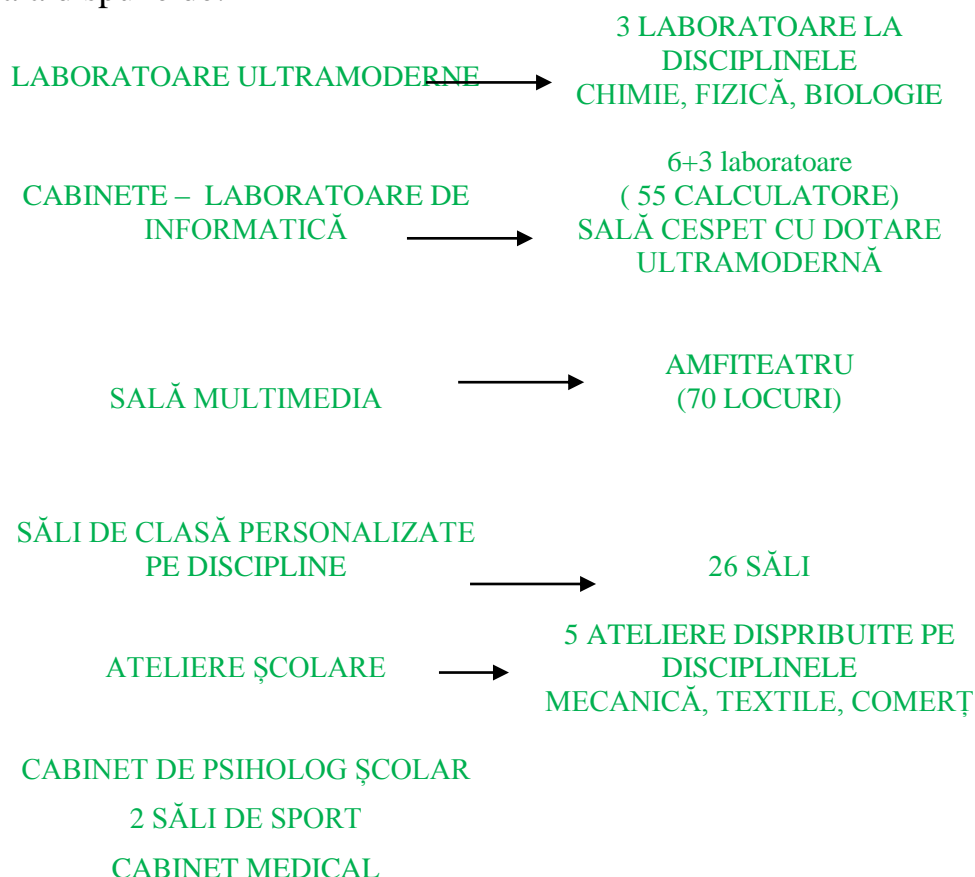 LABORATOARE ULTRAMODERNE
3 LABORATOARE LA
DISCIPLINELE
CHIMIE, FIZICĂ, BIOLOGIE
CABINETE – LABORATOARE DE
INFORMATICĂ
6+3 laboratoare
( 55 CALCULATORE)
SALĂ CESPET CU DOTARE
ULTRAMODERNĂ
SALĂ MULTIMEDIA
AMFITEATRU
(70 LOCURI)
SĂLI DE CLASĂ PERSONALIZATE
PE DISCIPLINE
26 SĂLI
ATELIERE ȘCOLARE
5 ATELIERE DISPRIBUITE PE
DISCIPLINELE
MECANICĂ, TEXTILE, COMERȚ
CABINET DE PSIHOLOG ȘCOLAR
2 SĂLI DE SPORT
CABINET MEDICAL